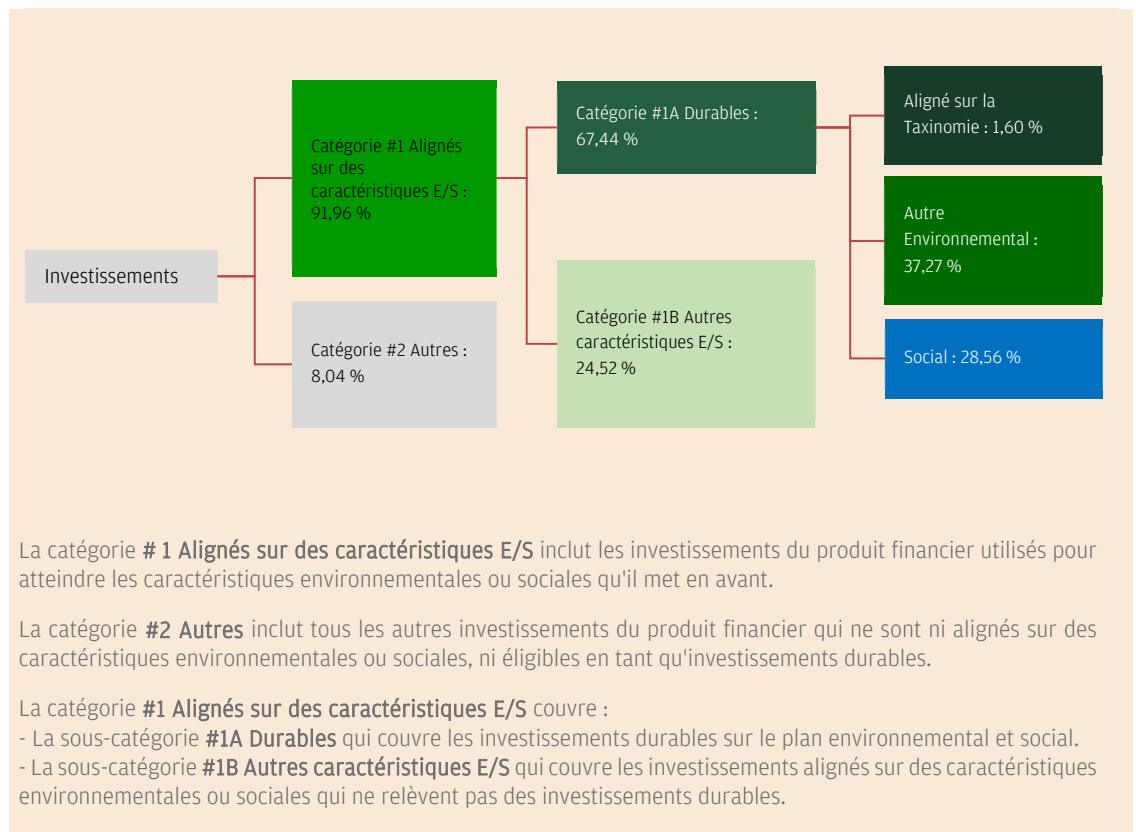 Investissements
Catégorie #1 Alignés
sur des
caractéristiques E/S :
91,96 %
Catégorie #2 Autres :
8,04 %
Catégorie #1A Durables :
67,44 %
Catégorie #1B Autres
caractéristiques E/S :
24,52 %
Aligné sur la
Taxinomie : 1,60 %
Autre
Environnemental :
37,27 %
Social : 28,56 %
La catégorie # 1 Alignés sur des caractéristiques E/S inclut les investissements du produit financier utilisés pour
atteindre les caractéristiques environnementales ou sociales qu'il met en avant.
La catégorie #2 Autres inclut tous les autres investissements du produit financier qui ne sont ni alignés sur des
caractéristiques environnementales ou sociales, ni éligibles en tant qu'investissements durables.
La catégorie #1 Alignés sur des caractéristiques E/S couvre :
- La sous-catégorie #1A Durables qui couvre les investissements durables sur le plan environnemental et social.
- La sous-catégorie #1B Autres caractéristiques E/S qui couvre les investissements alignés sur des caractéristiques
environnementales ou sociales qui ne relèvent pas des investissements durables.